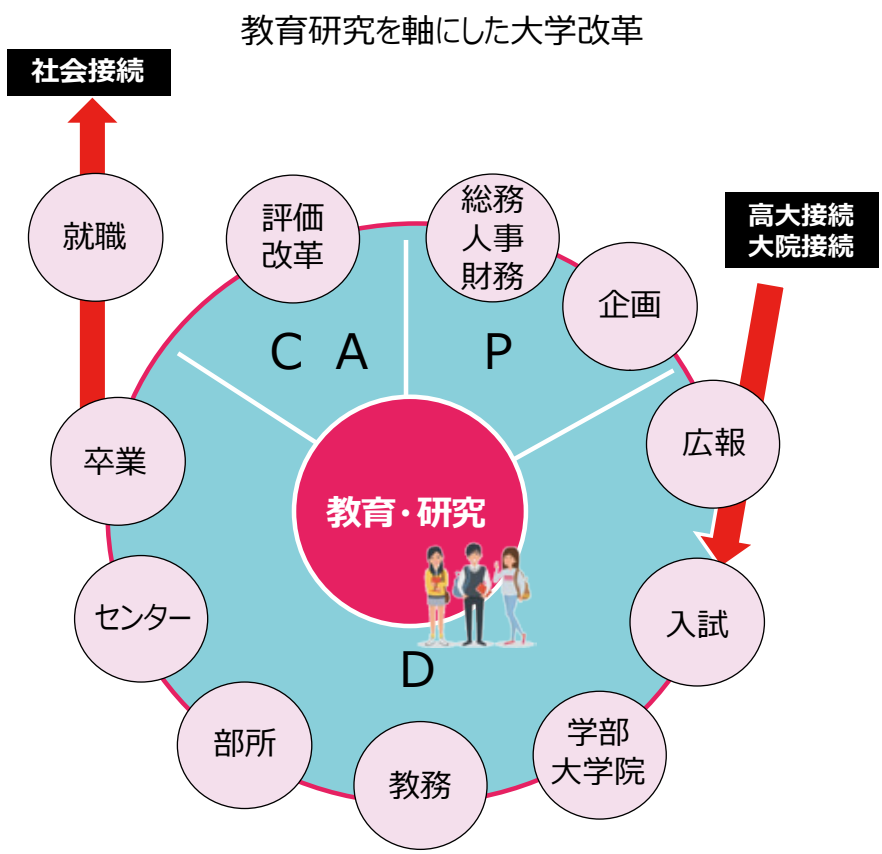 教育研究を軸にした大学改革
社会接続
高大接続
大院接続
就職
評価
改革
総務
人事
財務
企画
C A
P
広報
卒業
教育・研究
センター
入試
D
部所
教務
学部
大学院